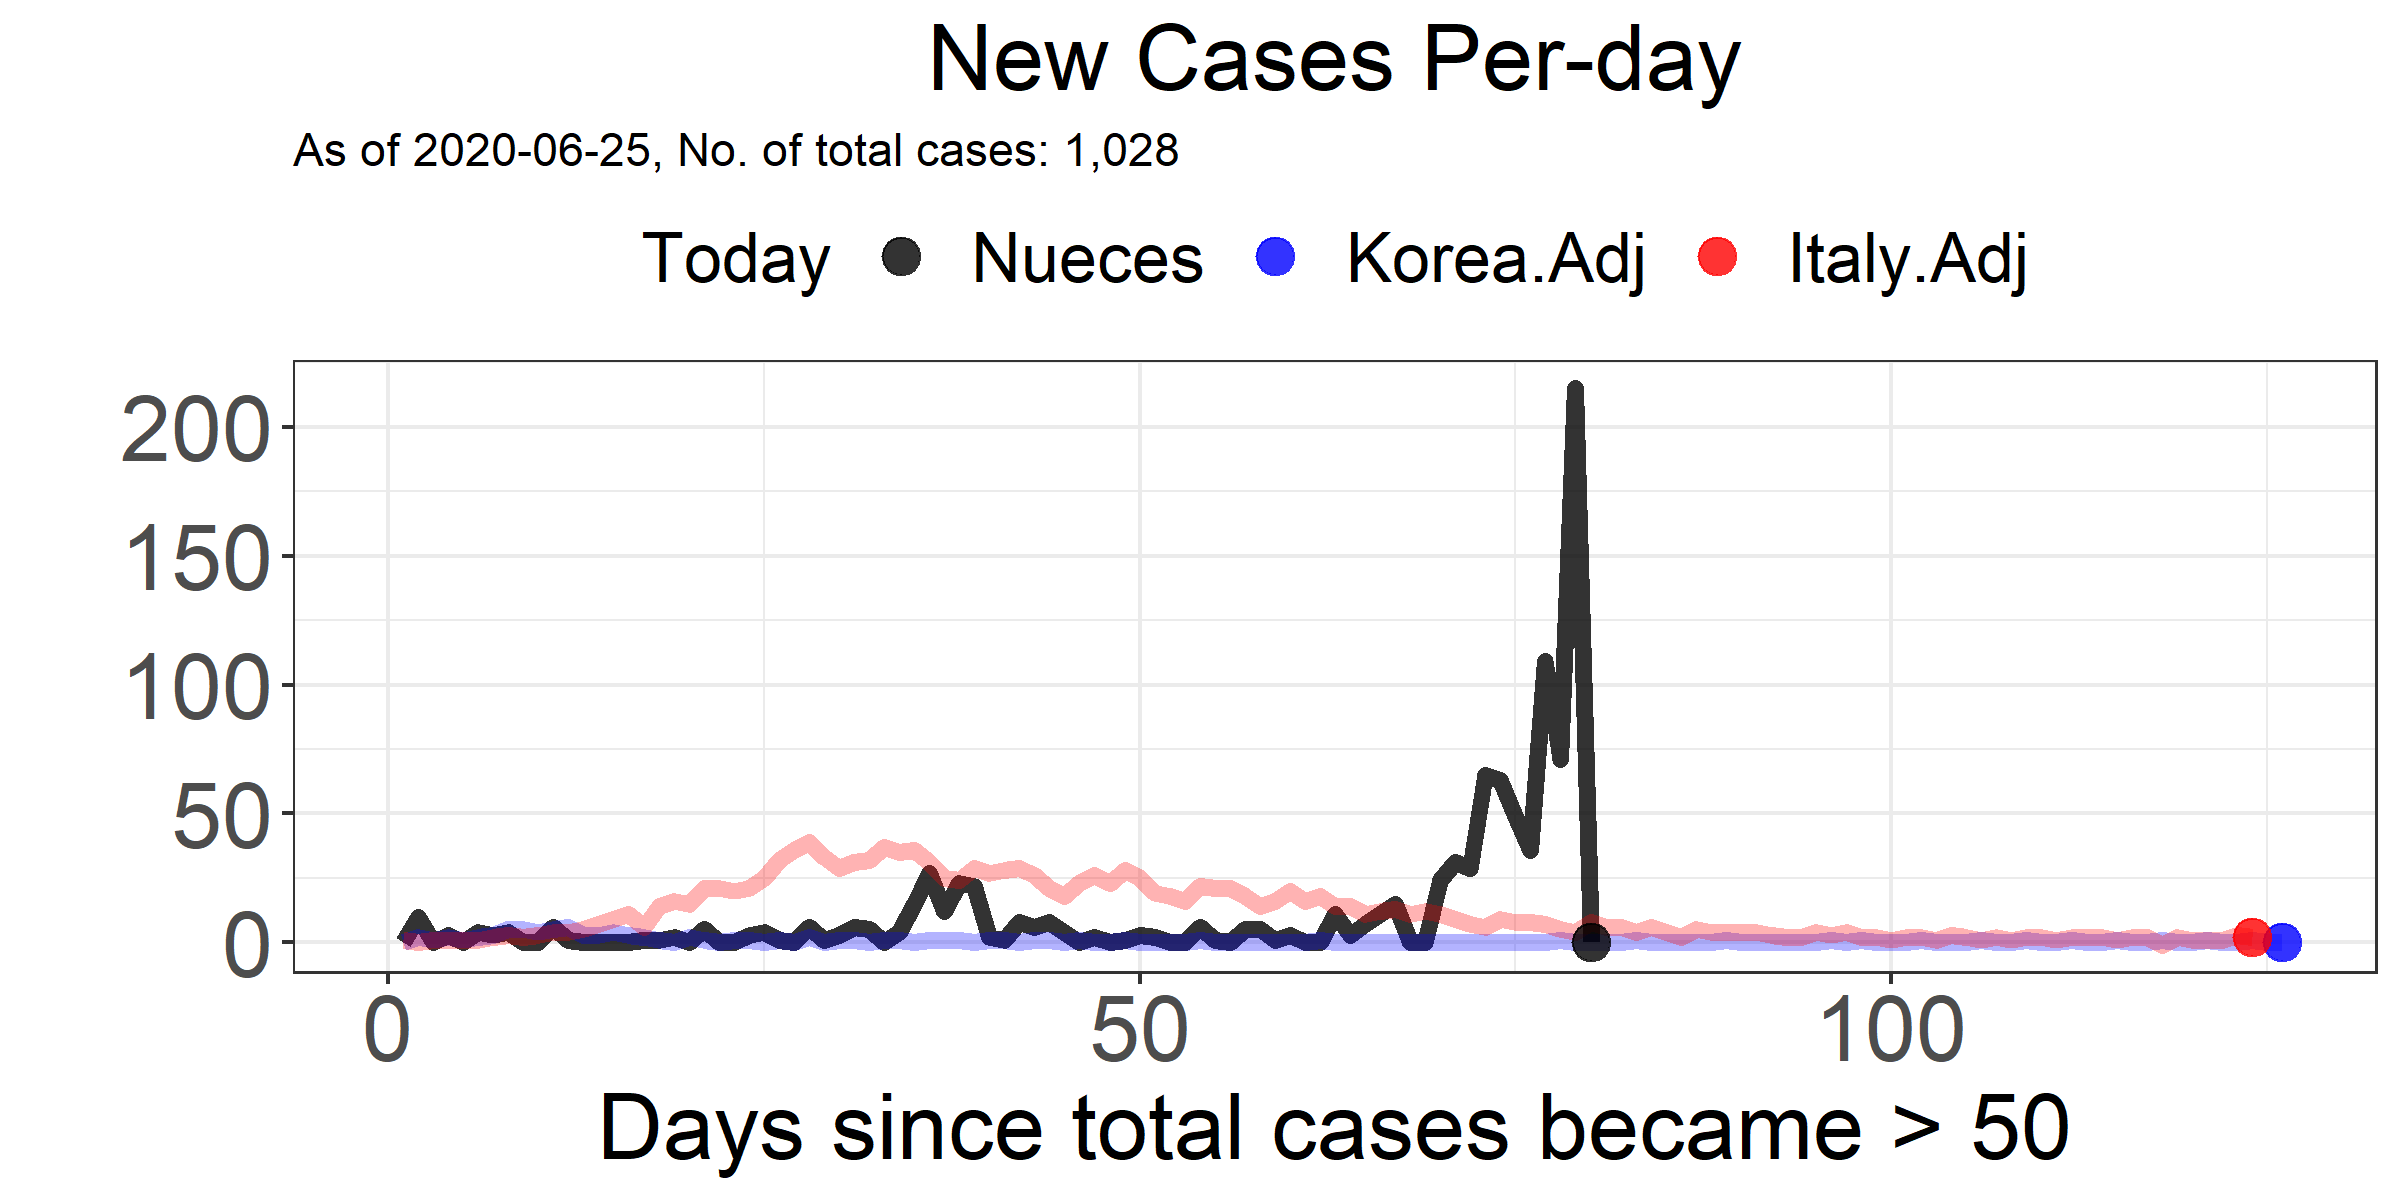 New Cases Per-day
As of 2020-06-25, No. of total cases: 1,028
Today Nueces Korea.Adj Italy.Adj
200
150
100
50
0
0 50 100
Days since total cases became > 50